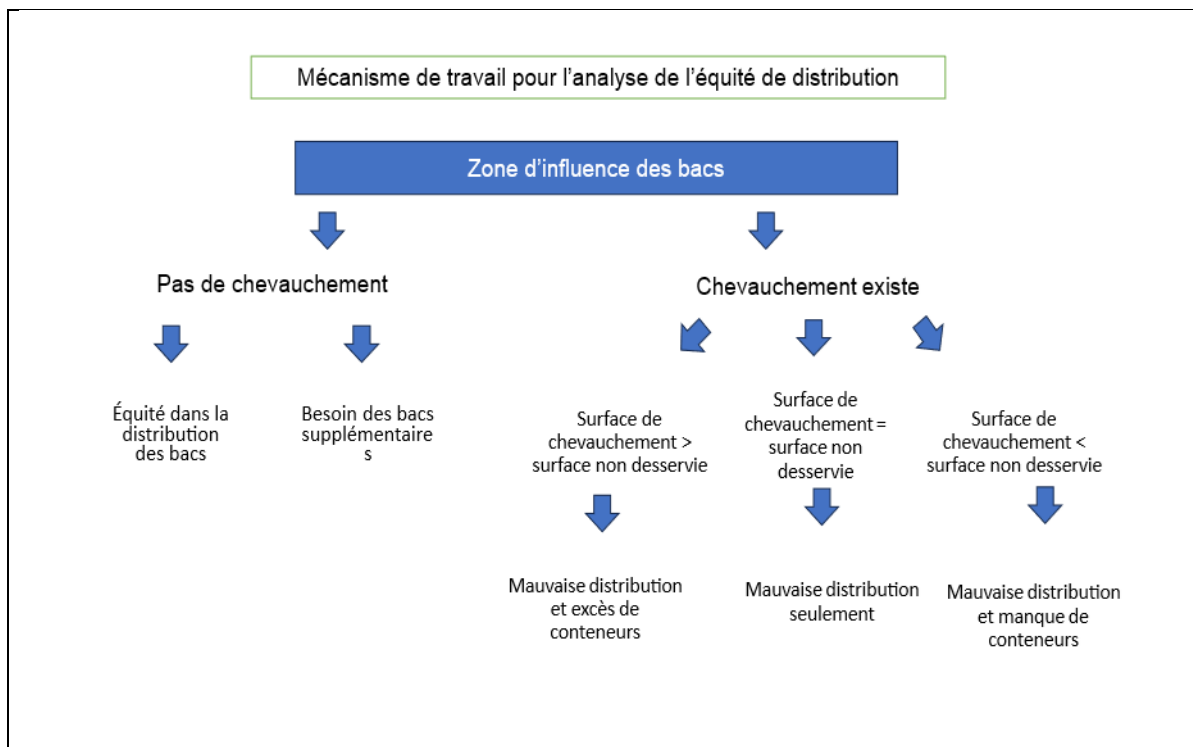 Mécanisme de travail pour l'analyse de l'équité de distribution
Zone d'influence des bacs
Pas de chevauchement
Chevauchement existe
Équité dans la
distribution
des bacs
Besoin des bacs
supplémentaire
s
Surface de
chevauchement >
surface non desservie
Surface de
chevauchement =
surface non
desservie
Surface de
chevauchement <
surface non desservie
Mauvaise distribution
et excès de
conteneurs
Mauvaise distribution
seulement
Mauvaise distribution
et manque de
conteneurs